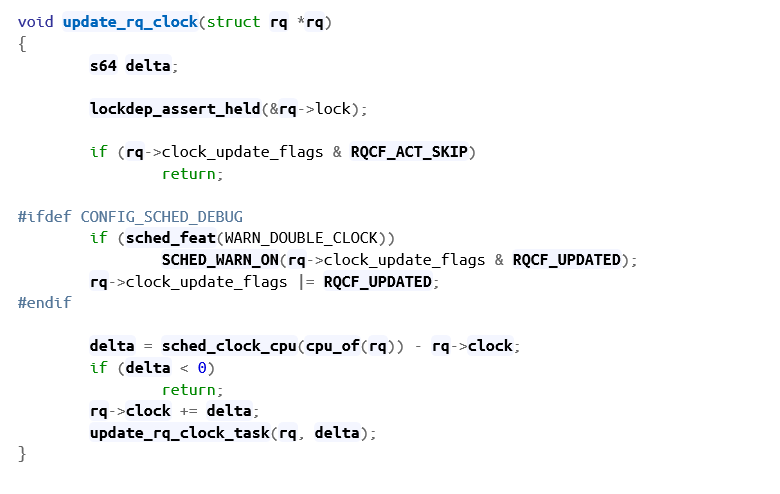 void update_rq_clock(struct rq *rq)
{
        s64 delta;

        lockdep_assert_held(&rq->lock);

        if (rq->clock_update_flags & RQCF_ACT_SKIP)
                return;

#ifdef CONFIG_SCHED_DEBUG
        if (sched_feat(WARN_DOUBLE_CLOCK))
                SCHED_WARN_ON(rq->clock_update_flags & RQCF_UPDATED);
        rq->clock_update_flags |= RQCF_UPDATED;
#endif

        delta = sched_clock_cpu(cpu_of(rq)) - rq->clock;
        if (delta < 0)
                return;
        rq->clock += delta;
        update_rq_clock_task(rq, delta);
}